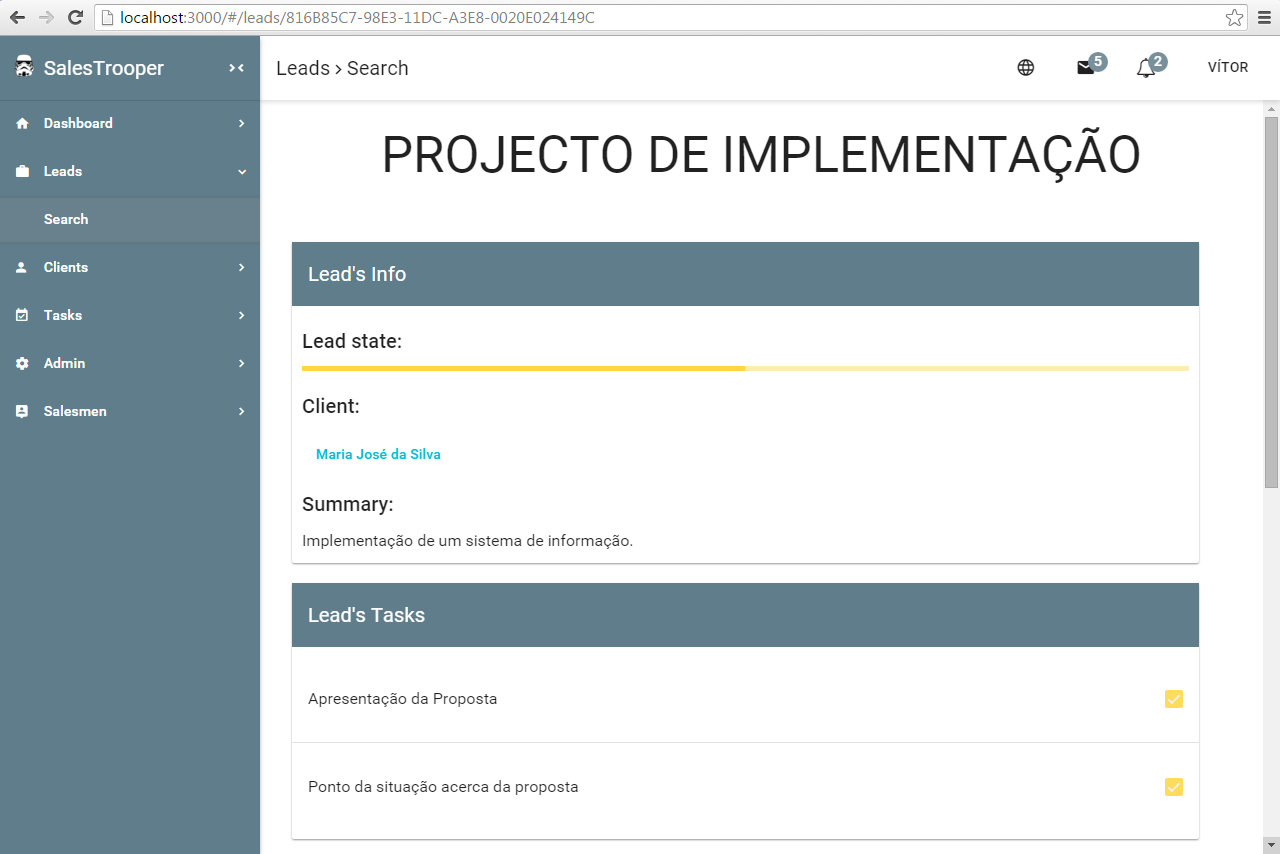 localhost:3000/#/leads/816B85C7-98E3-11DC-A3E8-0020E024149C
SalesTrooper
Leads › Search
5
2
VÍTOR
Dashboard
Leads
Search
Clients
Tasks
Admin
Salesmen
PROJECTO DE IMPLEMENTAÇÃO
Lead's Info
Lead state:
Client:
Maria José da Silva
Summary:
Implementação de um sistema de informação.
Lead's Tasks
Apresentação da Proposta
Ponto da situação acerca da proposta